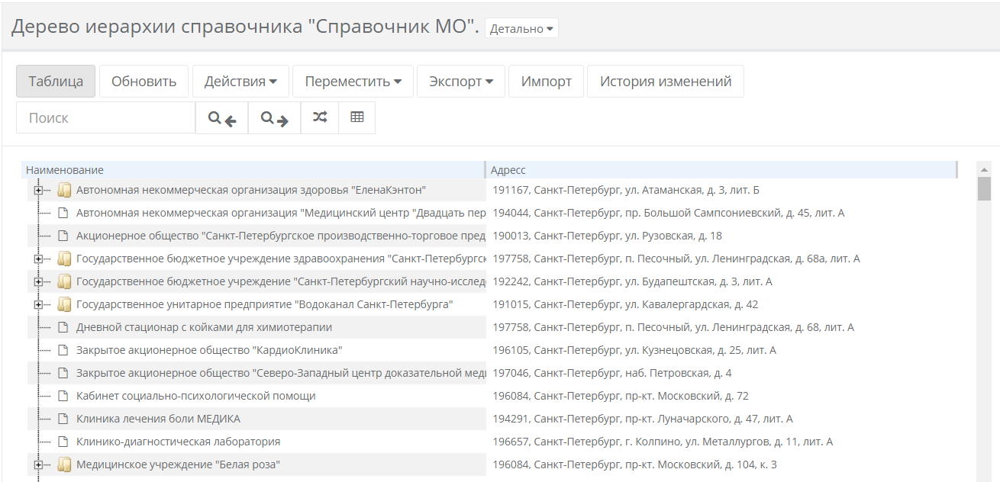 Дерево иерархии справочника "Справочник МО". Детально
Таблица Обновить Действия Переместить Экспорт Импорт История изменений
Поиск
Наименование Адресс
Автономная некоммерческая организация здоровья "ЕленаКэнтон" 191167, Санкт-Петербург, ул. Атаманская, д. 3, лит. Б
Автономная некоммерческая организация "Медицинский центр "Двадцать пер 194044, Санкт-Петербург, пр. Большой Сампсониевский, д. 45, лит. А
Акционерное общество "Санкт-Петербургское производственно-торговое пред 190013, Санкт-Петербург, ул. Рузовская, д. 18
Государственное бюджетное учреждение здравоохранения "Санкт-Петербургск 197758, Санкт-Петербург, п. Песочный, ул. Ленинградская, д. 68а, лит. А
Государственное бюджетное учреждение "Санкт-Петербургский научно-исслед 192242, Санкт-Петербург, ул. Будапештская, д. 3, лит. А
Государственное унитарное предприятие "Водоканал Санкт-Петербурга" 191015, Санкт-Петербург, ул. Кавалергардская, д. 42
Дневной стационар с койками для химиотерапии 197758, Санкт-Петербург, п. Песочный, ул. Ленинградская, д. 68, лит. А
Закрытое акционерное общество "КардиоКлиника" 196105, Санкт-Петербург, ул. Кузнецовская, д. 25, лит. А
Закрытое акционерное общество "Северо-Западный центр доказательной меди 197046, Санкт-Петербург, наб. Петровская, д. 4
Кабинет социально-психологической помощи 196084, Санкт-Петербург, пр-кт. Московский, д. 72
Клиника лечения боли МЕДИКА 194291, Санкт-Петербург, пр-кт. Луначарского, д. 47, лит. А
Клинико-диагностическая лаборатория 196657, Санкт-Петербург, г. Колпино, ул. Металлургов, д. 11, лит. А
Медицинское учреждение "Белая роза" 196084, Санкт-Петербург, пр-кт. Московский, д. 104, к. 3